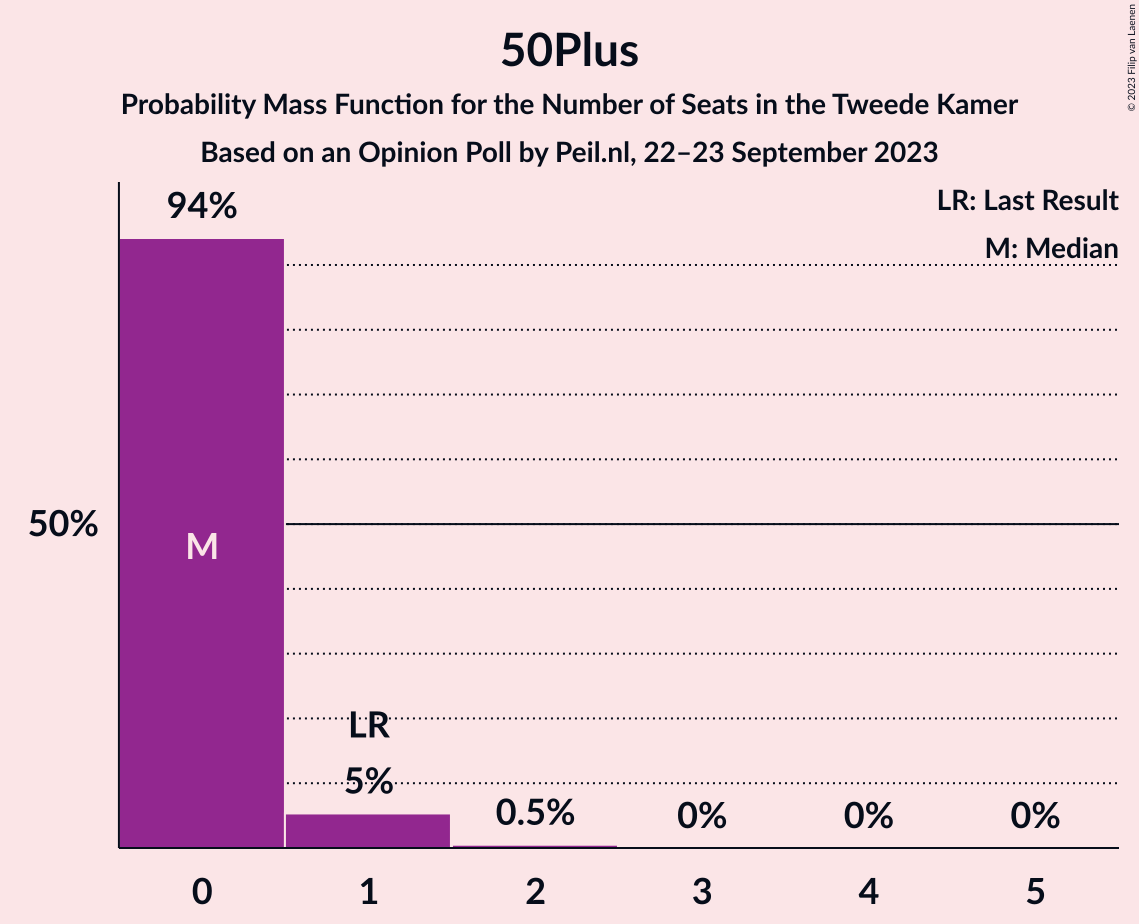 50Plus
Probability Mass Function for the Number of Seats in the Tweede Kamer
Based on an Opinion Poll by Peil.nl, 22–23 September 2023
© 2023 Filip van Laenen
LR: Last Result
M: Median
94%
50%
M
LR
5%
0.5%
0%
0%
0%
0 1 2 3 4 5